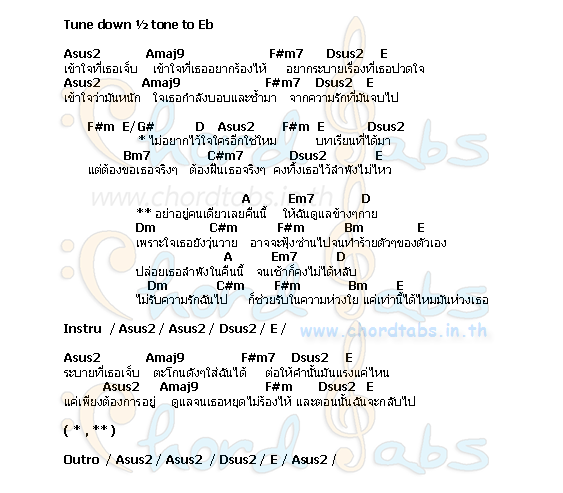 Tune down ½ tone to Eb
Asus2 Amaj9 F#m7 Dsus2 E
เข้าใจที่เธอเจ็บ เข้าใจที่เธออยากร้องไห้ อยากระบายเรื่องที่เธอปวดใจ
Asus2 Amaj9 F#m7 Dsus2 E
เข้าใจว่ามันหนัก ใจเธอกำลังบอบและช้ำมา จากความรักที่มันจบไป
F#m E/G# D Asus2 F#m E Dsus2
* ไม่อยากไว้ใจใครอีกใช่ไหม บทเรียนที่ได้มา
Bm7 C#m7 Dsus2 E
แต่ต้องขอเธอจริงๆ ต้องฝืนเธอจริงๆ คงทิ้งเธอไว้ลำพังไม่ไหว
www.chordtabs.in.th
A Em7 D
** อย่าอยู่คนเดียวเลยคืนนี้ ให้ฉันดูแลข้างๆกาย
Dm C#m F#m Bm E
เพราะใจเธอยังวุ่นวาย อาจจะฟุ้งซ่านไปจนทำร้ายตัวๆของตัวเอง
A Em7 D
ปล่อยเธอลำพังในคืนนี้ จนเช้าก็คงไม่ได้หลับ
Dm C#m F#m Bm E
ไม่รับความรักฉันไป ก็ช่วยรับในความห่วงใย แค่เท่านี้ได้ไหมมันห่วงเธอ
Instru / Asus2 / Asus2 / Dsus2 / E /
www.chordtabs.in.th
Asus2 Amaj9 F#m7 Dsus2 E
ระบายที่เธอเจ็บ ตะโกนดังๆใส่ฉันได้ ต่อให้คำนั้นมันแรงแค่ไหน
Asus2 Amaj9 F#m Dsus2 E
แค่เพียงต้องการอยู่ ดูแลจนเธอหยุดไม่ร้องไห้ และตอนนั้นฉันจะกลับไป
( * , ** )
Outro / Asus2 / Asus2 / Dsus2 / E / Asus2 /